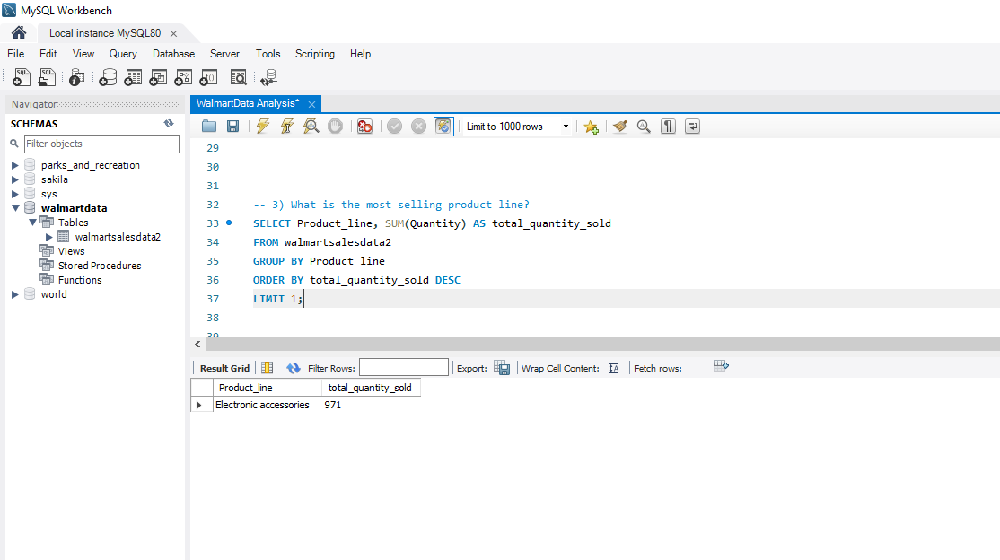 MySQL Workbench
Local instance MySQL80
File Edit View Query Database Server Tools Scripting Help
SQL SQL
Navigator
SCHEMAS
Filter objects
parks_and_recreation
sakila
sys
walmartdata
Tables
walmartsalesdata2
Views
Stored Procedures
Functions
world
WalmartData Analysis*
Limit to 1000 rows
29
30
31
32 -- 3) What is the most selling product line?
33 SELECT Product_line, SUM(Quantity) AS total_quantity_sold
34 FROM walmartsalesdata2
35 GROUP BY Product_line
36 ORDER BY total_quantity_sold DESC
37 LIMIT 1;
38
39
Result Grid Filter Rows: Export: Wrap Cell Content: Fetch rows:
Product_line total_quantity_sold
Electronic accessories 971